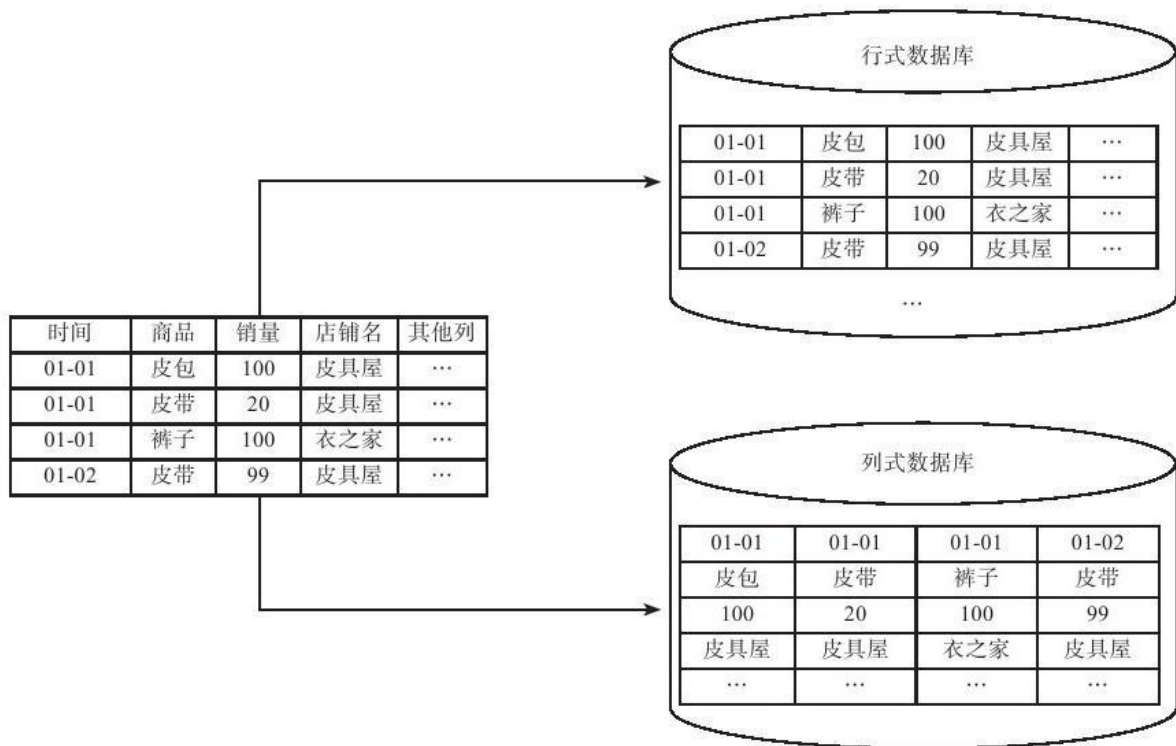 行式数据库
01-01 皮包 100 皮具屋 …
01-01 皮带 20 皮具屋 …
01-01 裤子 100 衣之家 …
01-02 皮带 99 皮具屋 …
…
时间 商品 销量 店铺名 其他列
01-01 皮包 100 皮具屋 …
01-01 皮带 20 皮具屋 …
01-01 裤子 100 衣之家 …
01-02 皮带 99 皮具屋 …
列式数据库
01-01 01-01 01-01 01-02
皮包 皮带 裤子 皮带
100 20 100 99
皮具屋 皮具屋 衣之家 皮具屋
… … … …